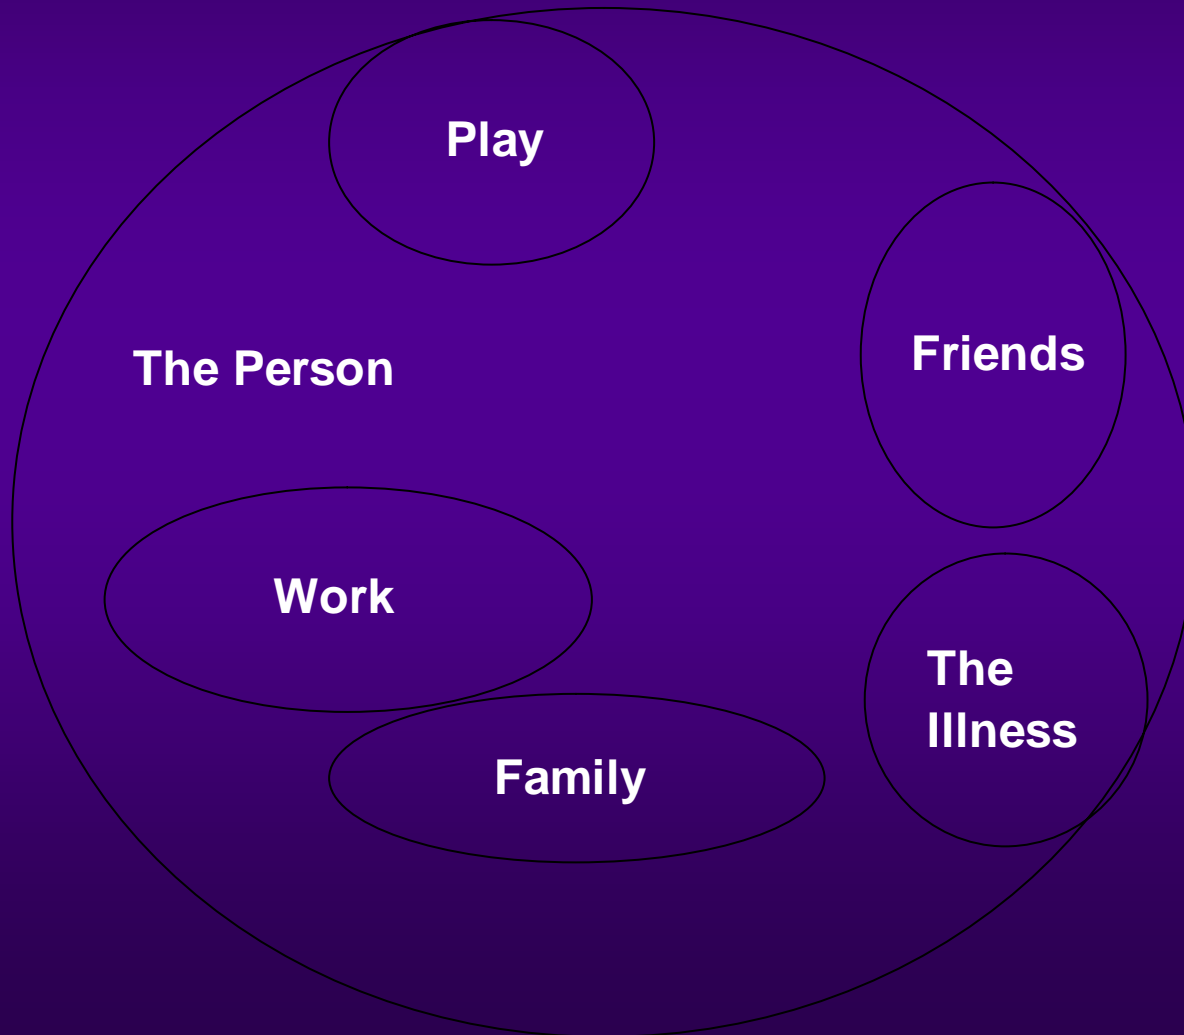 Play
Friends
The Person
Work
The
Illness
Family